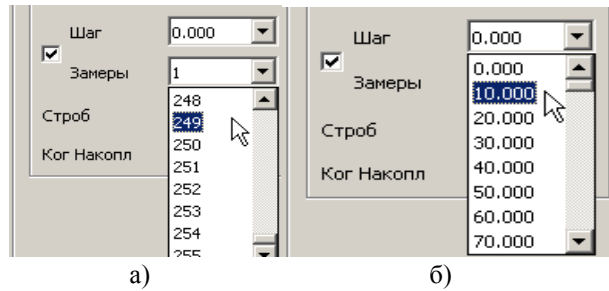 Шаг 0.000
Замеры 1
248
249
Строб
250
Ког Накопл
251
252
253
254
255
а)
Шаг 0.000
0.000
Замеры
10.000
20.000
Строб
30.000
Ког Накопл
40.000
50.000
60.000
70.000
б)